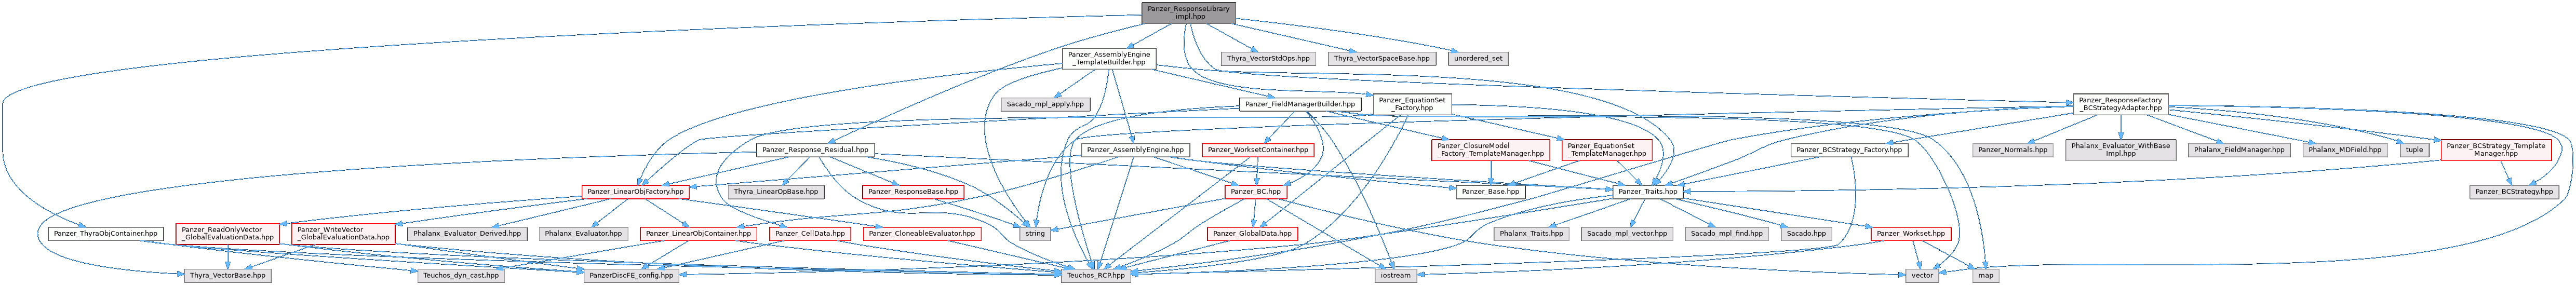 Panzer_ResponseLibrary
_impl.hpp
Panzer_AssemblyEngine
_TemplateBuilder.hpp
Thyra_VectorStdOps.hpp
Thyra_VectorSpaceBase.hpp
unordered_set
Sacado_mpl_apply.hpp
Panzer_FieldManagerBuilder.hpp
Panzer_EquationSet
_Factory.hpp
Panzer_ResponseFactory
_BCStrategyAdapter.hpp
Panzer_Response_Residual.hpp
Panzer_AssemblyEngine.hpp
Panzer_WorksetContainer.hpp
Panzer_ClosureModel
_Factory_TemplateManager.hpp
Panzer_EquationSet
_TemplateManager.hpp
Panzer_BCStrategy_Factory.hpp
Panzer_Normals.hpp
Phalanx_Evaluator_WithBase
Impl.hpp
Phalanx_FieldManager.hpp
Phalanx_MDField.hpp
tuple
Panzer_BCStrategy_Template
Manager.hpp
Panzer_LinearObjFactory.hpp
Thyra_LinearOpBase.hpp
Panzer_ResponseBase.hpp
Panzer_BC.hpp
Panzer_Base.hpp
Panzer_Traits.hpp
Panzer_BCStrategy.hpp
Panzer_ThyraObjContainer.hpp
Panzer_ReadOnlyVector
_GlobalEvaluationData.hpp
Panzer_WriteVector
_GlobalEvaluationData.hpp
Phalanx_Evaluator_Derived.hpp
Phalanx_Evaluator.hpp
Panzer_LinearObjContainer.hpp
Panzer_CellData.hpp
Panzer_CloneableEvaluator.hpp
string
Panzer_GlobalData.hpp
Phalanx_Traits.hpp
Sacado_mpl_vector.hpp
Sacado_mpl_find.hpp
Sacado.hpp
Panzer_Workset.hpp
Thyra_VectorBase.hpp
Teuchos_dyn_cast.hpp
PanzerDiscFE_config.hpp
Teuchos_RCP.hpp
iostream
vector
map